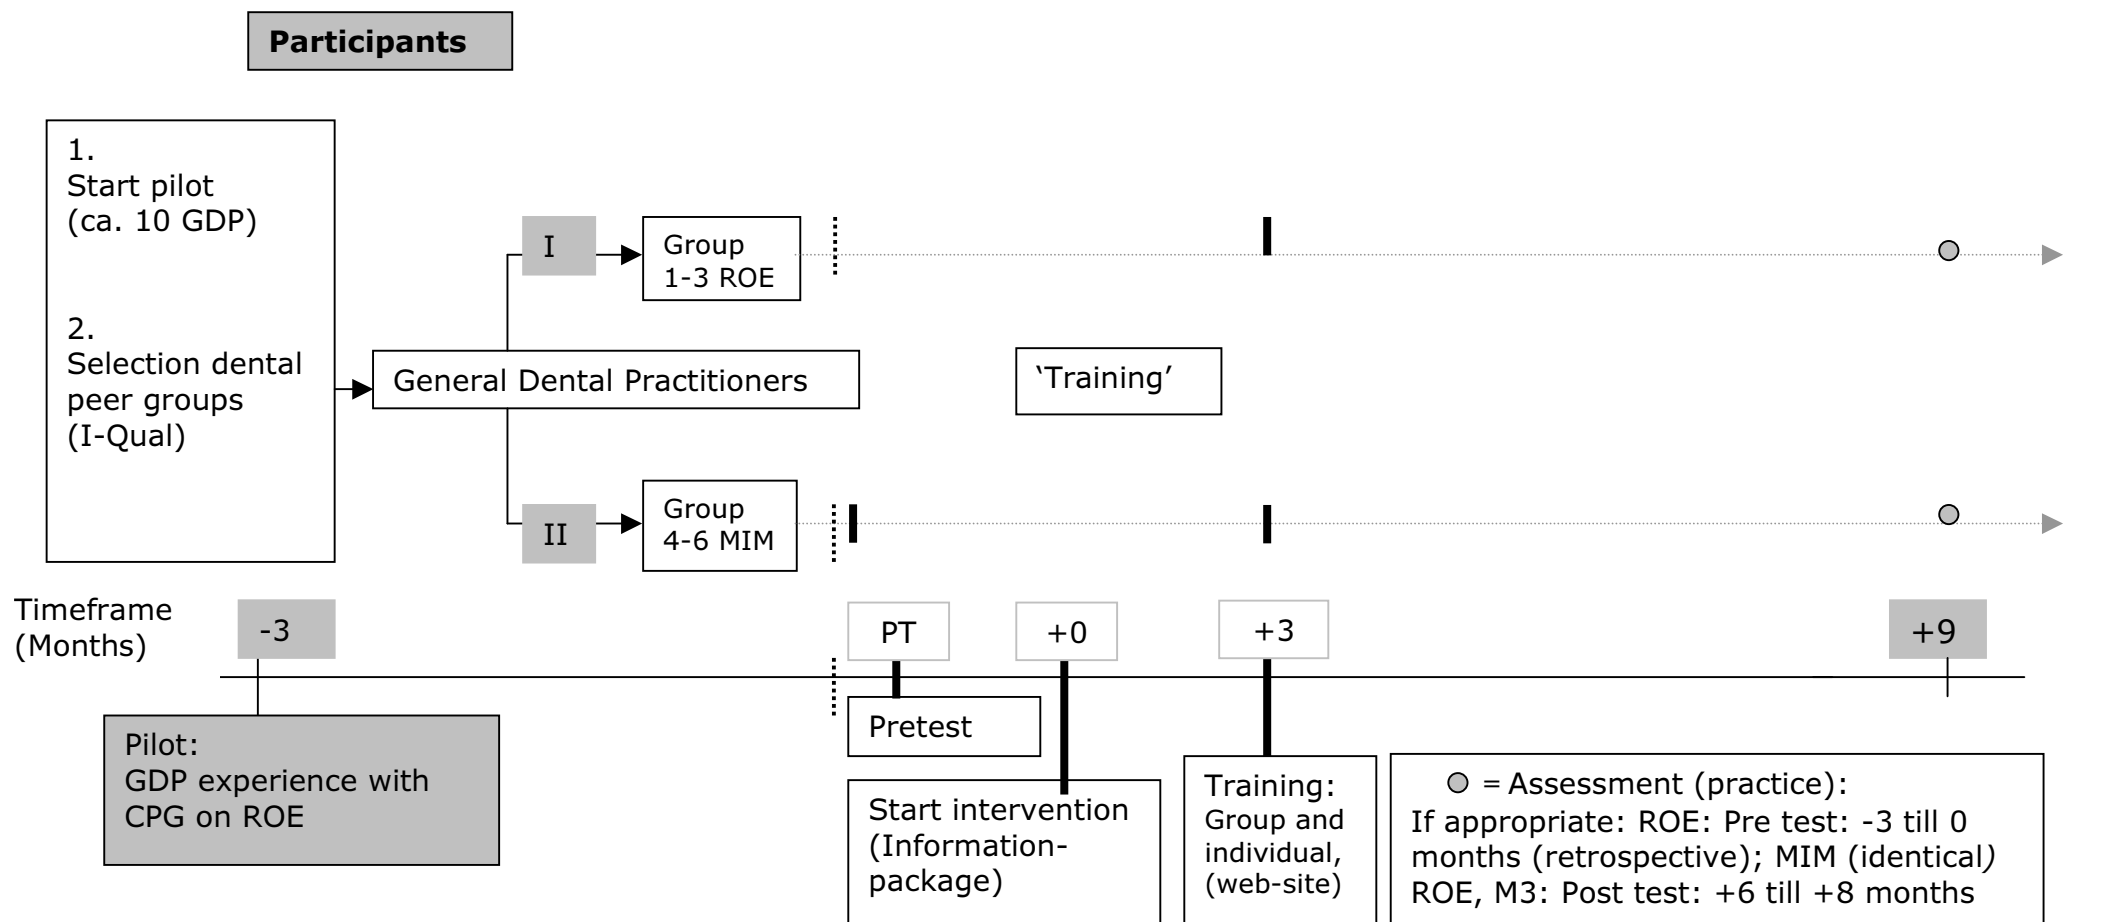 Participants
1.
Start pilot
(ca. 10 GDP)
2.
Selection dental
peer groups
(I-Qual)
I
Group
1-3 ROE
General Dental Practitioners
‘Training’
II
Group
4-6 MIM
Timeframe
(Months)
-3
PT
+0
+3
+9
Pilot:
GDP experience with
CPG on ROE
Pretest
Start intervention
(Information-
package)
Training:
Group and
individual,
(web-site)
= Assessment (practice):
If appropriate: ROE: Pre test: -3 till 0
months (retrospective); MIM (identical)
ROE, M3: Post test: +6 till +8 months